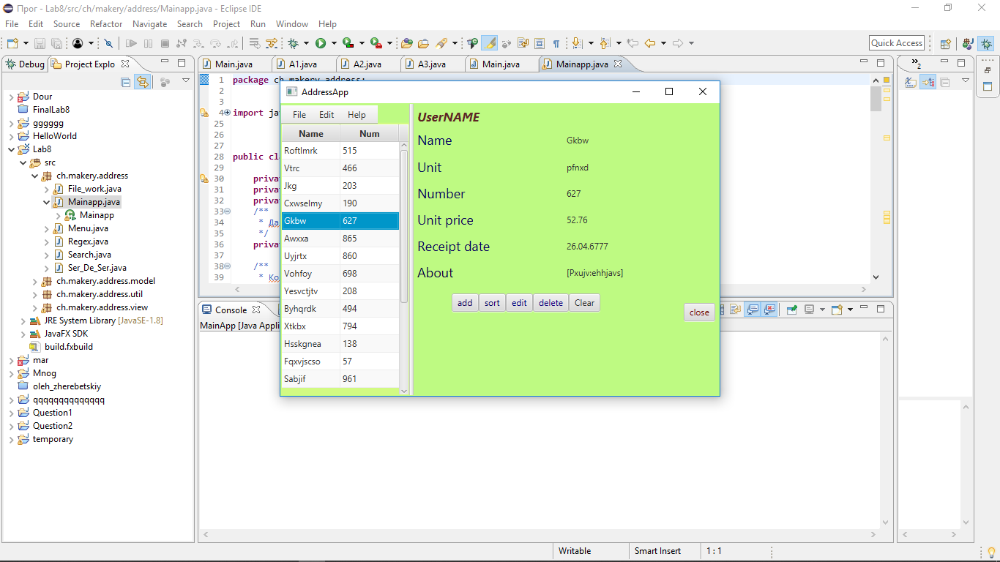 Прог - Lab8/src/ch/makery/address/Mainapp.java - Eclipse IDE
File Edit Source Refactor Navigate Search Project Run Window Help
Quick Access
Debug Project Explo
Main.java A1.java A2.java A3.java Main.java Mainapp.java
2
Dour
FinalLab8
gggggg
HelloWorld
Lab8
src
ch.makery.address
File_work.java
Mainapp.java
Mainapp
Menu.java
Regex.java
Search.java
Ser_De_Ser.java
ch.makery.address.model
ch.makery.address.util
ch.makery.address.view
JRE System Library [JavaSE-1.8]
JavaFX SDK
build.fxbuild
mar
Mnog
oleh_zherebetskiy
qqqqqqqqqqqqqq
Question1
Question2
temporary
1 package ch.makery.address;
2
3
4 import
25
26
27
28 public
29
30
31
32
33 /**
34 *
35 */
36
37
38 /**
39 *
AddressApp
File Edit Help
Name Num
Roftlmrk 515
Vtrc 466
Jkg 203
Cxwselmy 190
Gkbw 627
Awxxa 865
Uyjrtx 860
Vohfoy 698
Yesvctjtv 208
Byhqrdk 494
Xtkbx 794
Hsskgnea 138
Fqxvjscso 57
Sabjif 961
UserNAME
Name Gkbw
Unit pfnxd
Number 627
Unit price 52.76
Receipt date 26.04.6777
About [Pxujv:ehhjavs]
add sort edit delete Clear
close
Console
MainApp [Java Appli
Writable Smart Insert 1 : 1